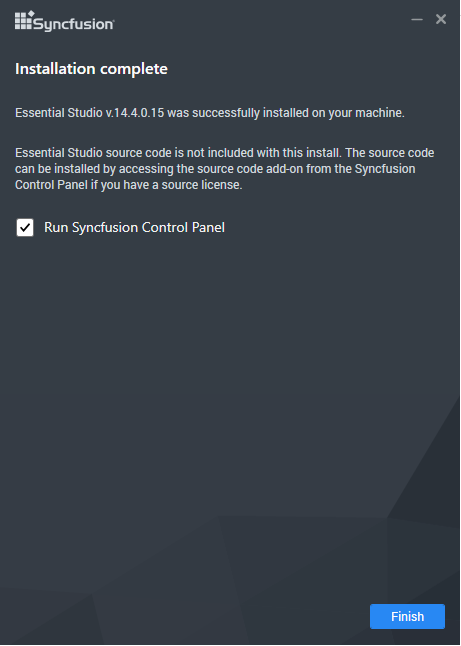 Syncfusion
Installation complete
Essential Studio v.14.4.0.15 was successfully installed on your machine.
Essential Studio source code is not included with this install. The source code
can be installed by accessing the source code add-on from the Syncfusion
Control Panel if you have a source license.
Run Syncfusion Control Panel
Finish